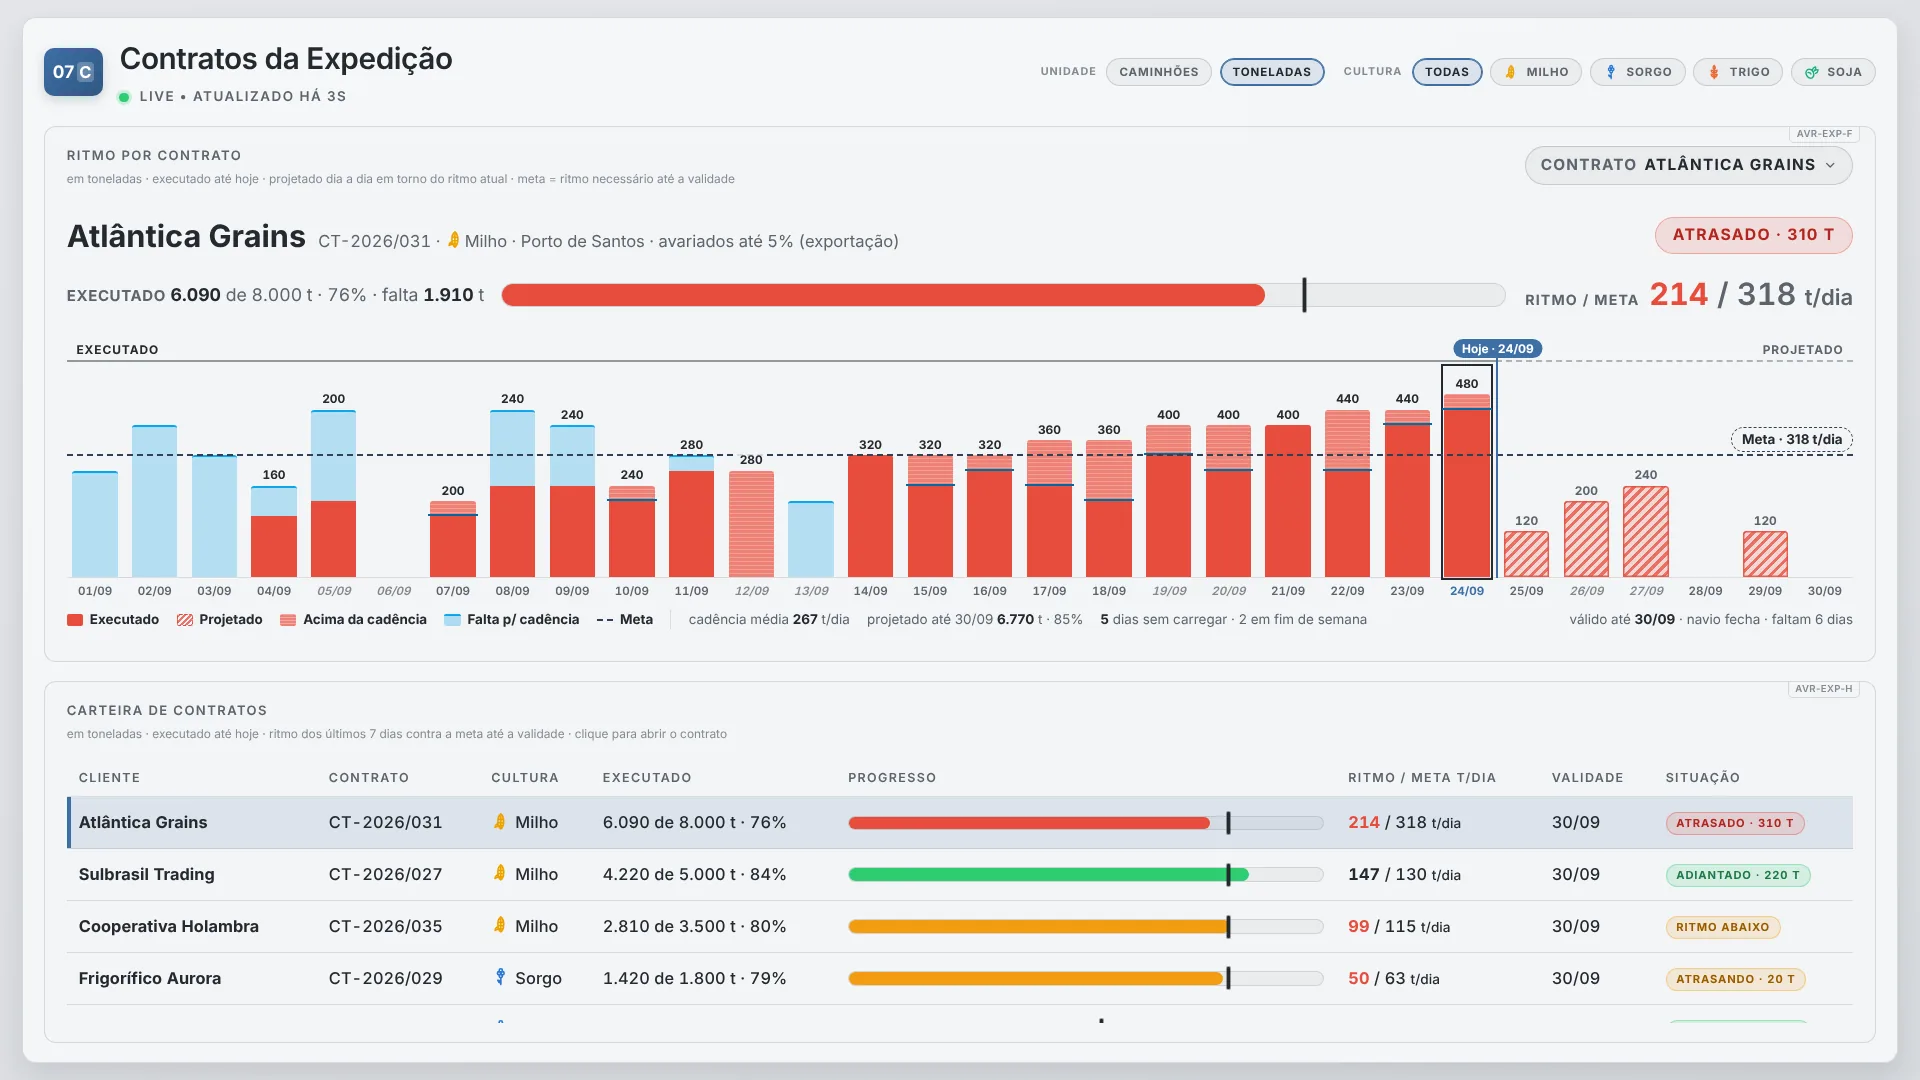 07 C
Contratos da Expedição
LIVE • ATUALIZADO HÁ 3S
UNIDADE CAMINHÕES TONELADAS CULTURA TODAS MILHO SORGO TRIGO SOJA
AVR-EXP-F
RITMO POR CONTRATO
em toneladas · executado até hoje · projetado dia a dia em torno do ritmo atual · meta = ritmo necessário até a validade
CONTRATO ATLÂNTICA GRAINS
Atlântica Grains CT-2026/031 · Milho · Porto de Santos · avariados até 5% (exportação)
ATRASADO · 310 T
EXECUTADO 6.090 de 8.000 t · 76% · falta 1.910 t
RITMO / META 214 / 318 t/dia
EXECUTADO
Hoje · 24/09
PROJETADO
160 200 200 240 240 240 280 280 320 320 320 360 360 400 400 400 440 440 480 120 200 240 120
Meta · 318 t/dia
01/09 02/09 03/09 04/09 05/09 06/09 07/09 08/09 09/09 10/09 11/09 12/09 13/09 14/09 15/09 16/09 17/09 18/09 19/09 20/09 21/09 22/09 23/09 24/09 25/09 26/09 27/09 28/09 29/09 30/09
Executado Projetado Acima da cadência Falta p/ cadência Meta cadência média 267 t/dia projetado até 30/09 6.770 t · 85% 5 dias sem carregar · 2 em fim de semana válido até 30/09 · navio fecha · faltam 6 dias
AVR-EXP-H
CARTEIRA DE CONTRATOS
em toneladas · executado até hoje · ritmo dos últimos 7 dias contra a meta até a validade · clique para abrir o contrato
CLIENTE CONTRATO CULTURA EXECUTADO PROGRESSO RITMO / META T/DIA VALIDADE SITUAÇÃO
Atlântica Grains CT-2026/031 Milho 6.090 de 8.000 t · 76% 214 / 318 t/dia 30/09 ATRASADO · 310 T
Sulbrasil Trading CT-2026/027 Milho 4.220 de 5.000 t · 84% 147 / 130 t/dia 30/09 ADIANTADO · 220 T
Cooperativa Holambra CT-2026/035 Milho 2.810 de 3.500 t · 80% 99 / 115 t/dia 30/09 RITMO ABAIXO
Frigorífico Aurora CT-2026/029 Sorgo 1.420 de 1.800 t · 79% 50 / 63 t/dia 30/09 ATRASANDO · 20 T